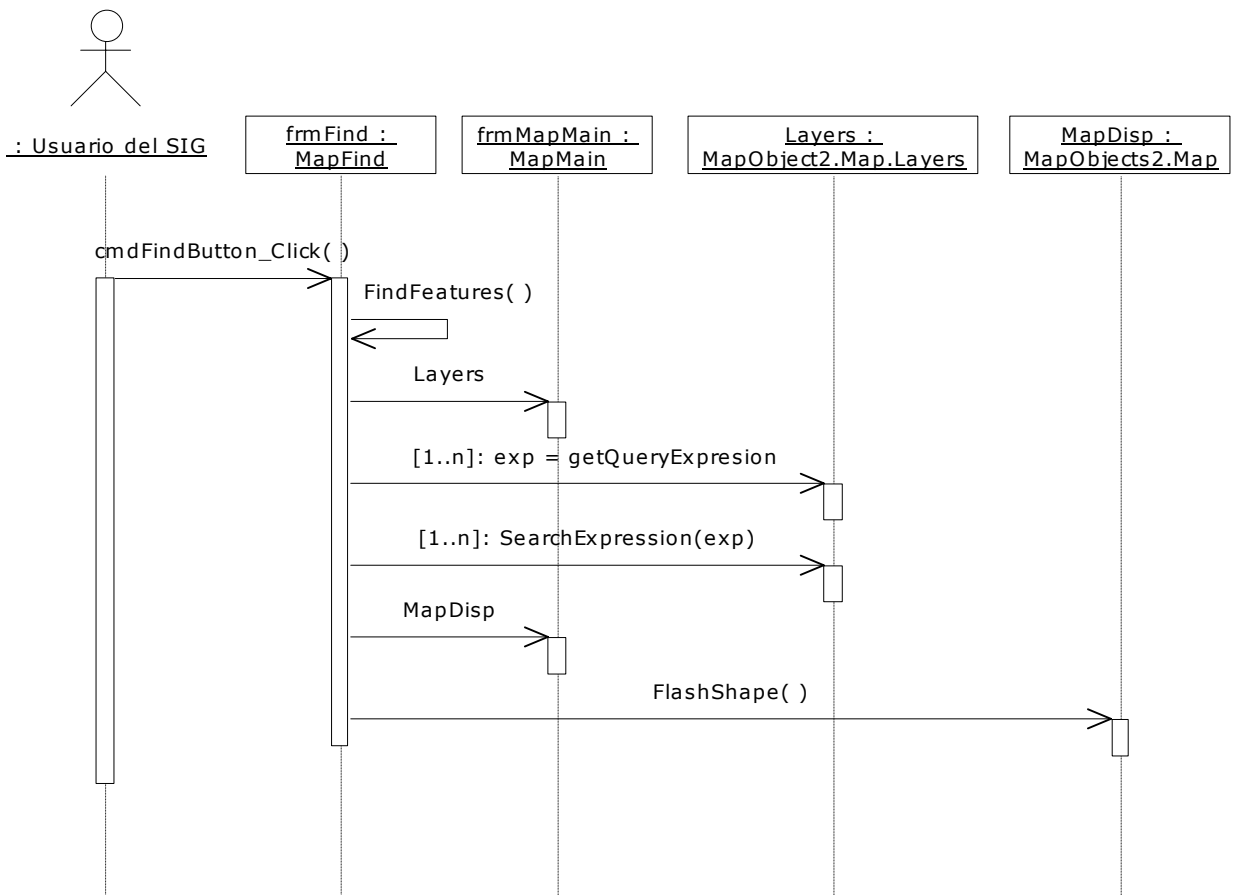 : Usuario del SIG
frmFind :
MapFind
frmMapMain :
MapMain
Layers :
MapObject2.Map.Layers
MapDisp :
MapObjects2.Map
cmdFindButton_Click( )
FindFeatures( )
Layers
[1..n]: exp = getQueryExpresion
[1..n]: SearchExpression(exp)
MapDisp
FlashShape( )